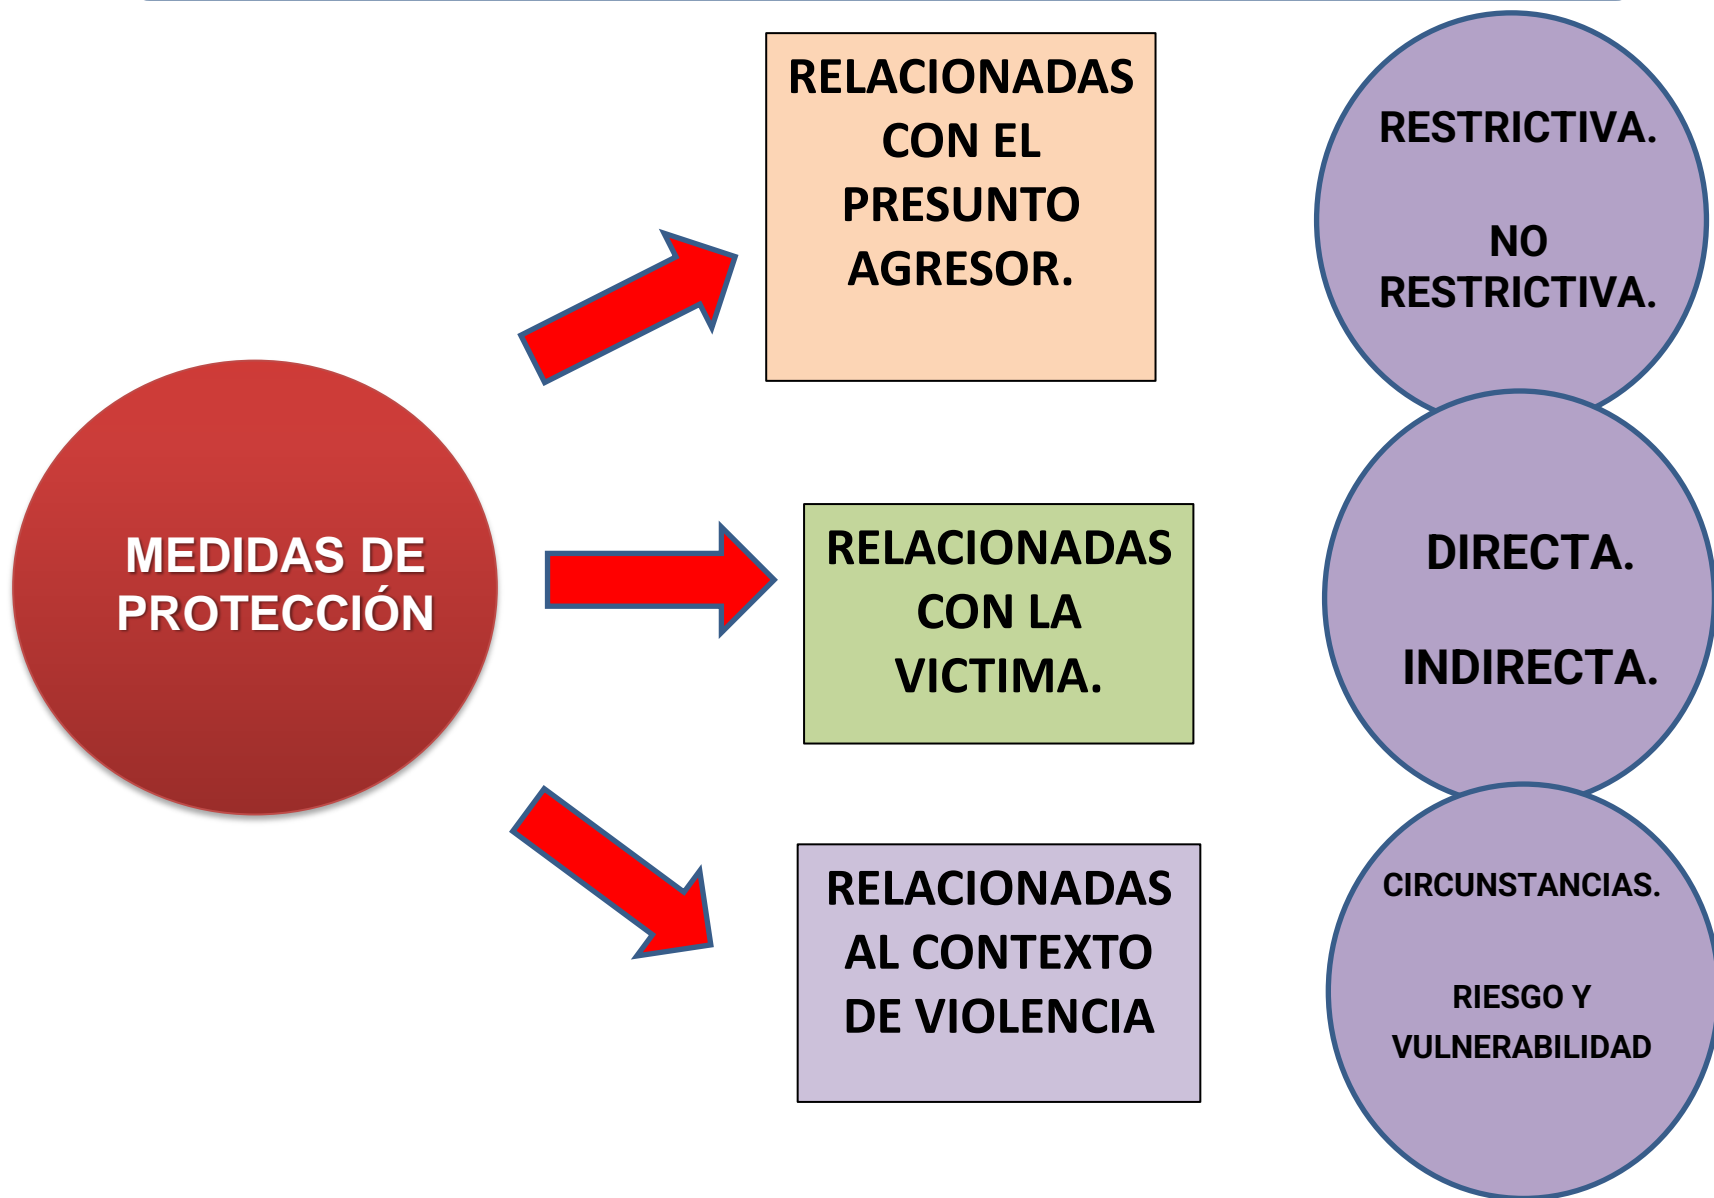 MEDIDAS DE
PROTECCIÓN
RELACIONADAS
CON EL
PRESUNTO
AGRESOR.
RESTRICTIVA.
NO
RESTRICTIVA.
RELACIONADAS
CON LA
VICTIMA.
DIRECTA.
INDIRECTA.
RELACIONADAS
AL CONTEXTO
DE VIOLENCIA
CIRCUNSTANCIAS.
RIESGO Y
VULNERABILIDAD